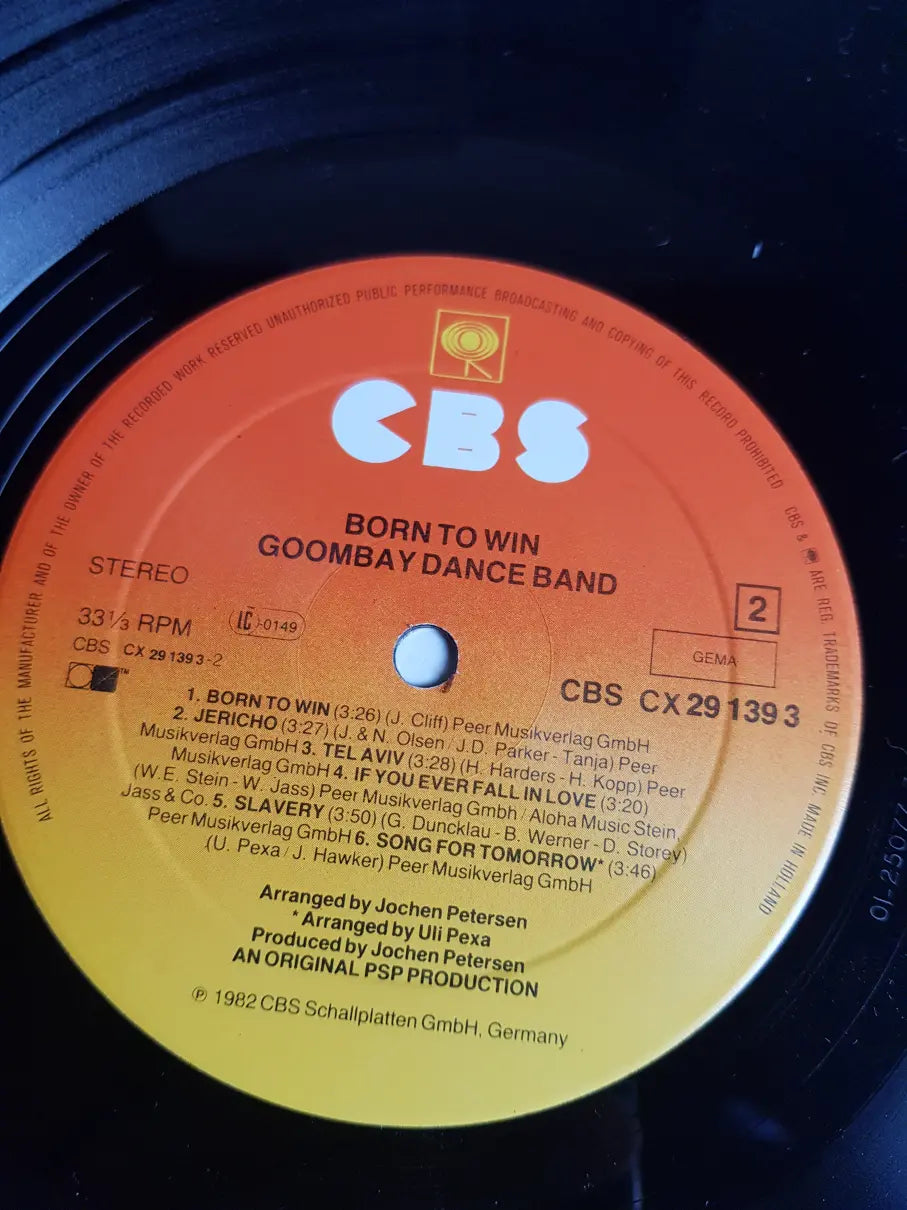 ALL RIGHTS OF THE MANUFACTURER AND OF THE OWNER OF THE RECORDED WORK RESERVED UNAUTHORIZED PUBLIC PERFORMANCE BROADCASTING AND COPYING OF THIS RECORD PROHIBITED
CBS & ARE REG. TRADEMARKS OF CBS INC. MADE IN HOLLAND
CBS
BORN TO WIN
GOOMBAY DANCE BAND
STEREO
33 1/3 RPM
LC 0149
CBS CX 29 139 3-2
2
GEMA
CBS CX 29 139 3
1. BORN TO WIN (3:26) (J. Cliff) Peer Musikverlag GmbH
2. JERICHO (3:27) (J. & N. Olsen / J.D. Parker - Tanja) Peer
Musikverlag GmbH 3. TEL AVIV (3:28) (H. Harders - H. Kopp) Peer
Musikverlag GmbH 4. IF YOU EVER FALL IN LOVE (3:20)
(W.E. Stein - W. Jass) Peer Musikverlag Gmbh / Aloha Music Stein,
Jass & Co. 5. SLAVERY (3:50) (G. Duncklau - B. Werner - D. Storey)
Peer Musikverlag GmbH 6. SONG FOR TOMORROW* (3:46)
(U. Pexa / J. Hawker) Peer Musikverlag GmbH
Arranged by Jochen Petersen
* Arranged by Uli Pexa
Produced by Jochen Petersen
AN ORIGINAL PSP PRODUCTION
℗ 1982 CBS Schallplatten GmbH, Germany